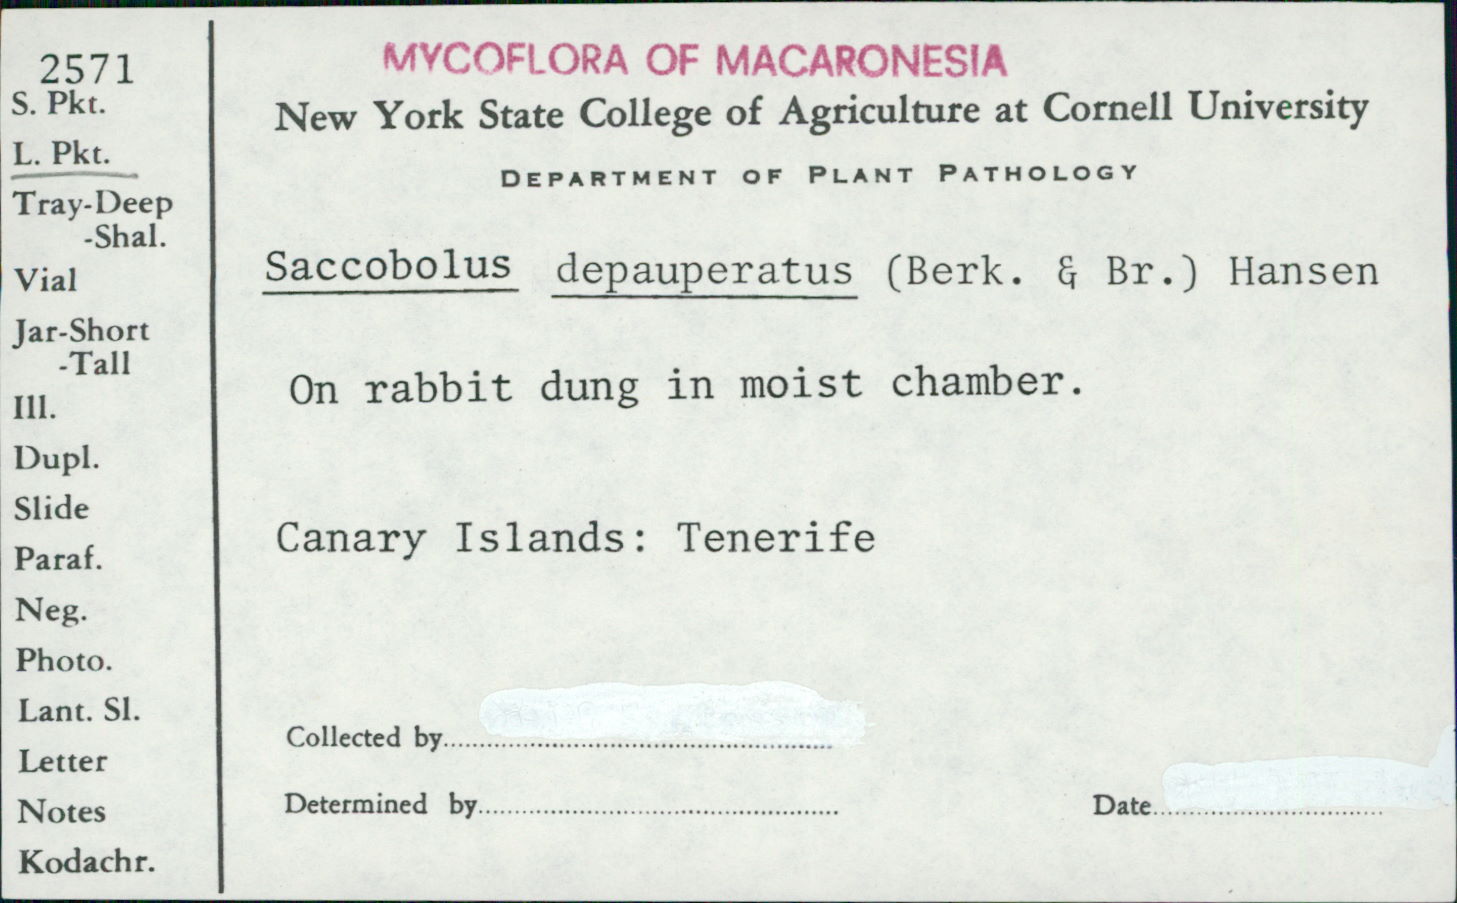 2571
S. Pkt.
L. Pkt.
Tray-Deep
-Shal.
Vial
Jar-Short
-Tall
Ill.
Dupl.
Slide
Paraf.
Neg.
Photo.
Lant. Sl.
Letter
Notes
Kodachr.
MYCOFLORA OF MACARONESIA
New York State College of Agriculture at Cornell University
DEPARTMENT OF PLANT PATHOLOGY
Saccobolus depauperatus (Berk. & Br.) Hansen
On rabbit dung in moist chamber.
Canary Islands: Tenerife
Collected by
Determined by
Date